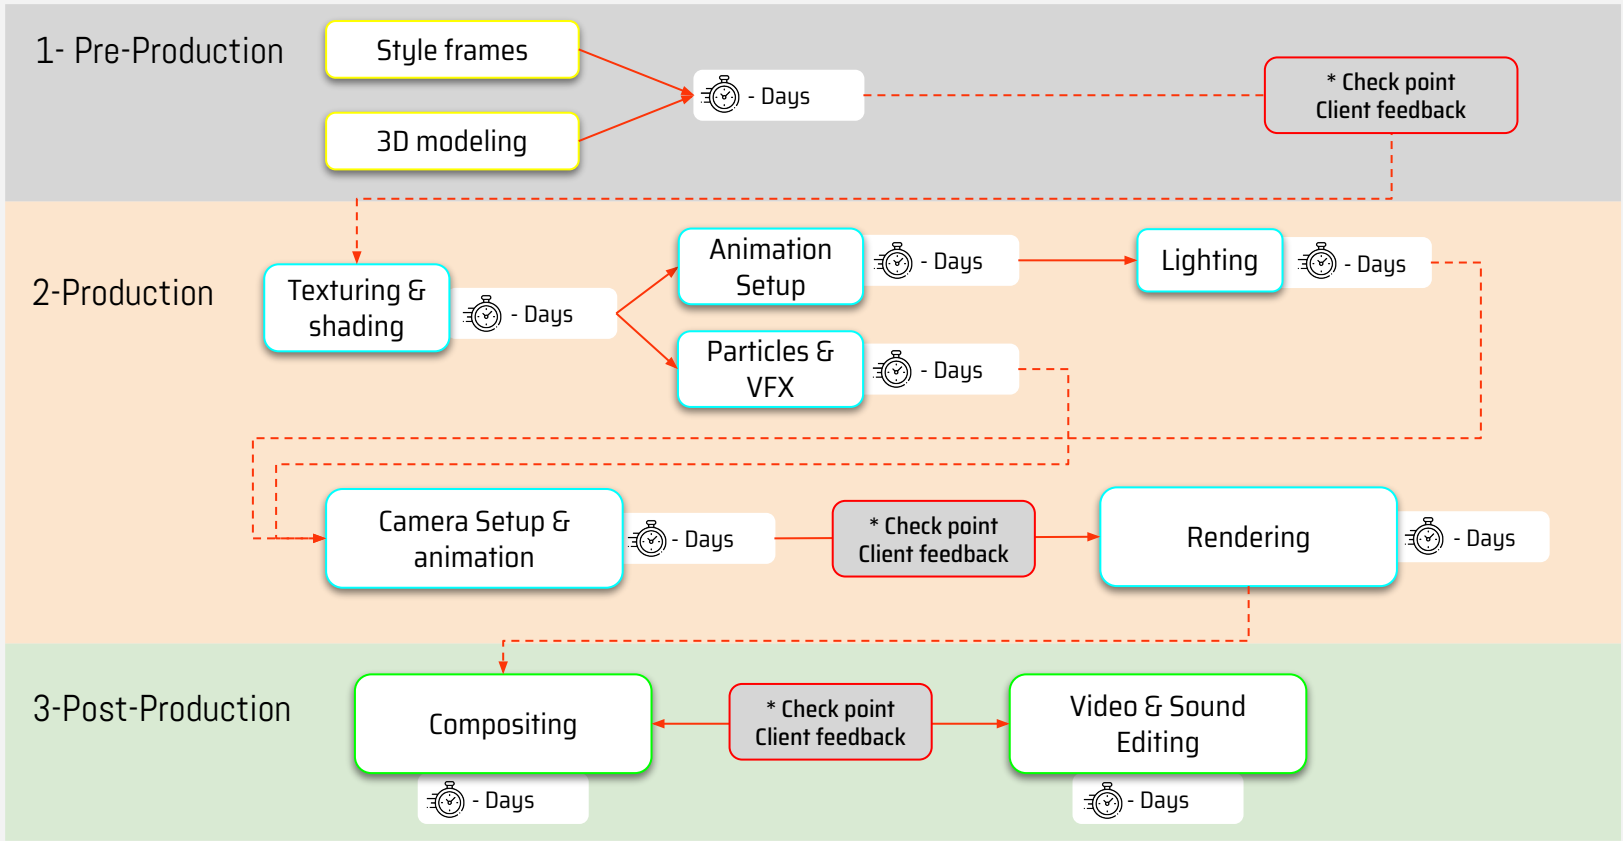 1- Pre-Production
Style frames
3D modeling
- Days
* Check point
Client feedback
2-Production
Texturing &
shading
- Days
Animation
Setup
- Days
Lighting
- Days
Particles &
VFX
- Days
Camera Setup &
animation
- Days
* Check point
Client feedback
Rendering
- Days
3-Post-Production
Compositing
- Days
* Check point
Client feedback
Video & Sound
Editing
- Days